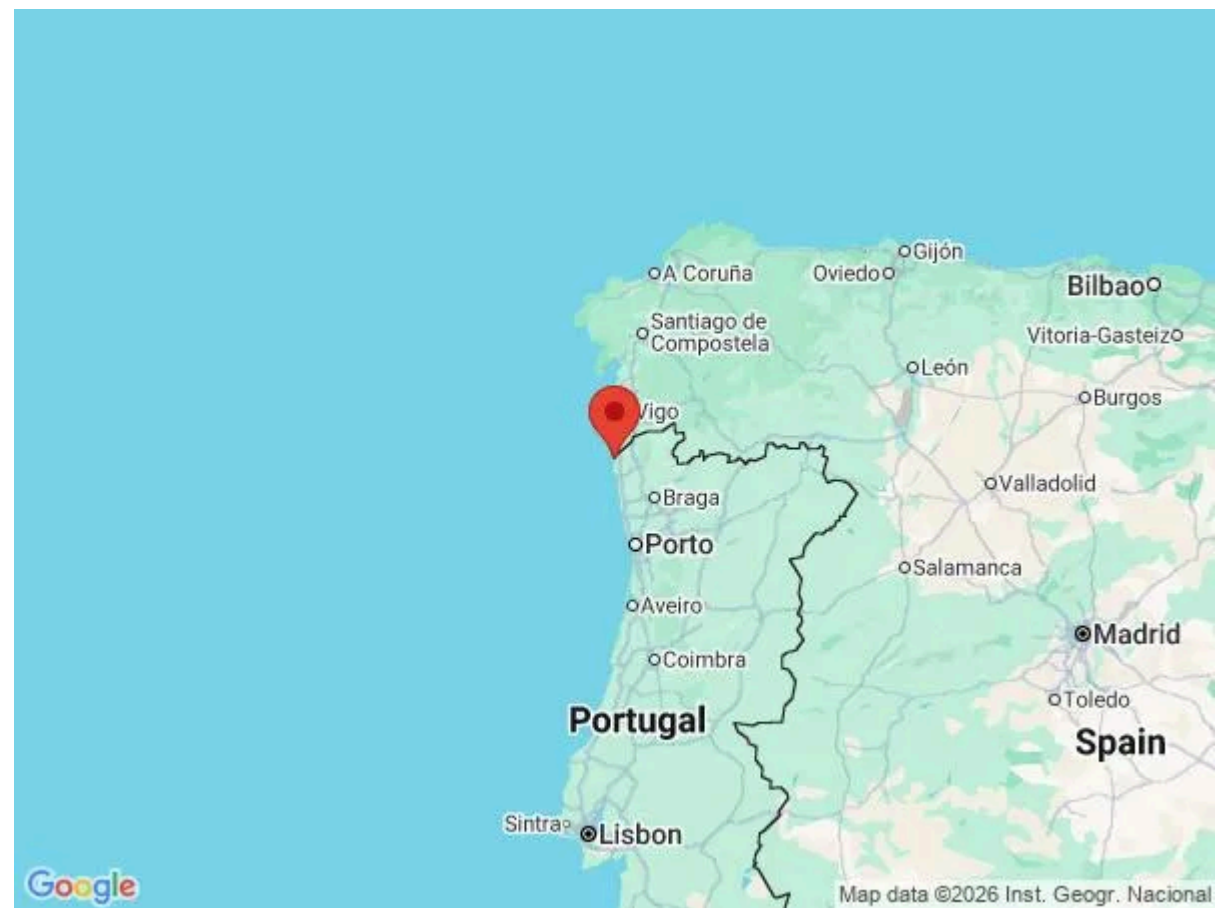 Gijón
A Coruña
Oviedo
Bilbao
Santiago de
Compostela
Vitoria-Gasteiz
León
Burgos
Vigo
Valladolid
Braga
Porto
Salamanca
Aveiro
Madrid
Coimbra
Toledo
Portugal
Spain
Sintra
Lisbon
Google
Map data ©2026 Inst. Geogr. Nacional